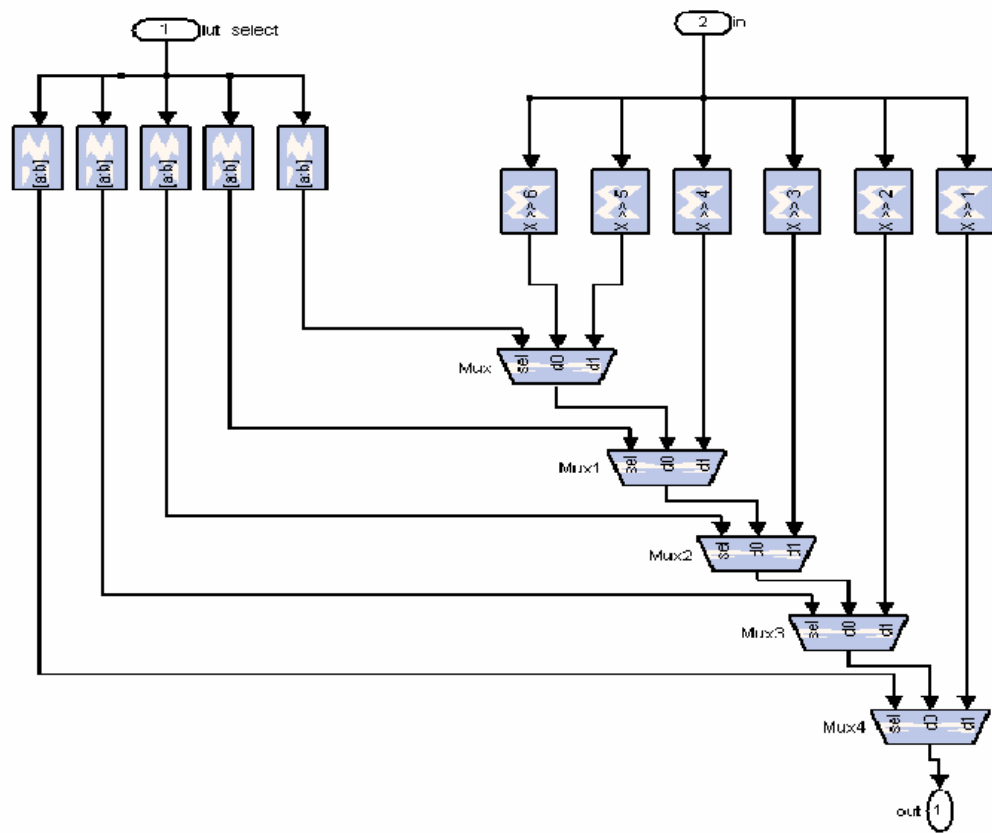 1 lut select
2 in
[a:b] [a:b] [a:b] [a:b] [a:b]
X >> 6 X >> 5 X >> 4 X >> 3 X >> 2 X >> 1
Mux sel d0 d1
Mux1 sel d0 d1
Mux2 sel d0 d1
Mux3 sel d0 d1
Mux4 sel d0 d1
out 1